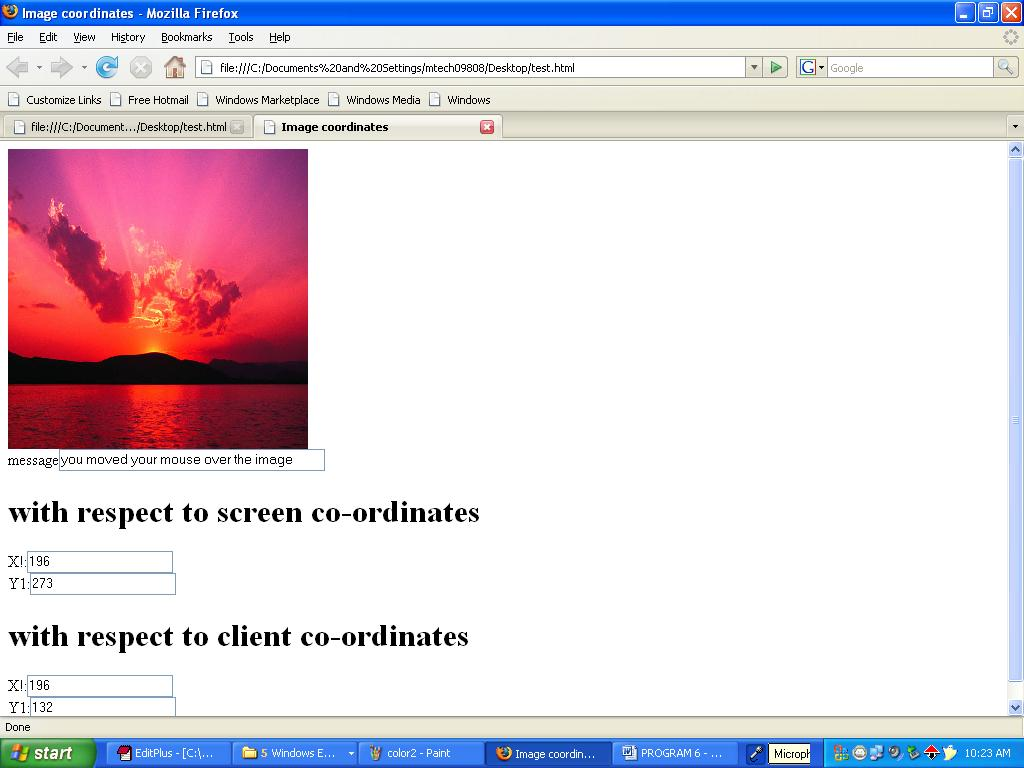 Image coordinates - Mozilla Firefox
File Edit View History Bookmarks Tools Help
file:///C:/Documents%20and%20Settings/mtech09808/Desktop/test.html G Google
Customize Links Free Hotmail Windows Marketplace Windows Media Windows
file:///C:/Document.../Desktop/test.html Image coordinates
message you moved your mouse over the image
with respect to screen co-ordinates
X!: 196
Y1: 273
with respect to client co-ordinates
X!: 196
Y1: 132
Done
start EditPlus - [C:\... 5 Windows E... color2 - Paint Image coordin... PROGRAM 6 - ... Microph 10:23 AM